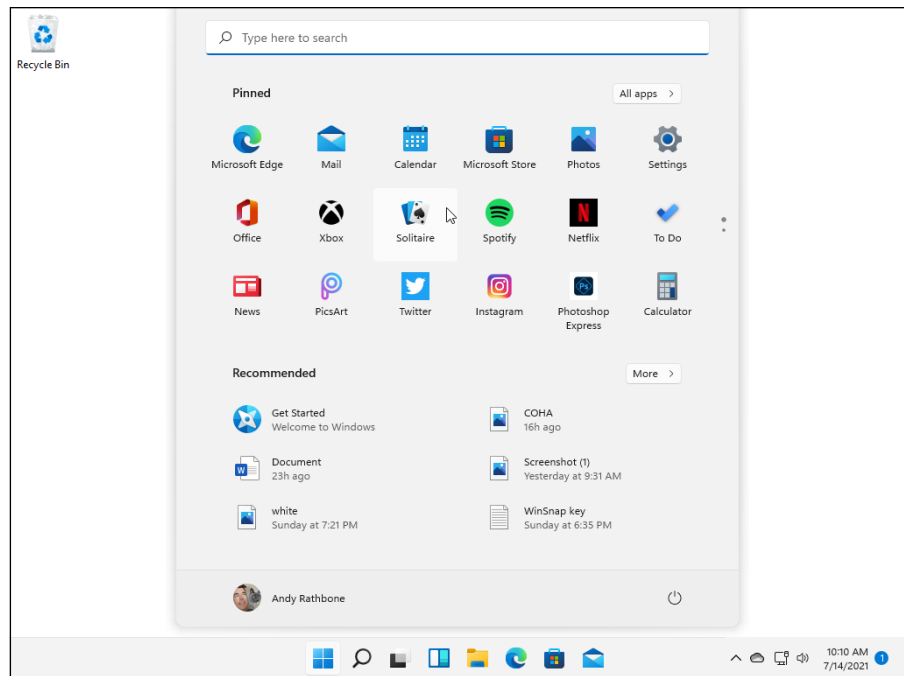 Recycle Bin
Type here to search
Pinned
All apps >
Microsoft Edge
Mail
Calendar
Microsoft Store
Photos
Settings
Office
Xbox
Solitaire
Spotify
Netflix
To Do
News
PicsArt
Twitter
Instagram
Photoshop
Express
Calculator
Recommended
More >
Get Started
Welcome to Windows
COHA
16h ago
Document
23h ago
Screenshot (1)
Yesterday at 9:31 AM
white
Sunday at 7:21 PM
WinSnap key
Sunday at 6:35 PM
Andy Rathbone
10:10 AM
7/14/2021
1